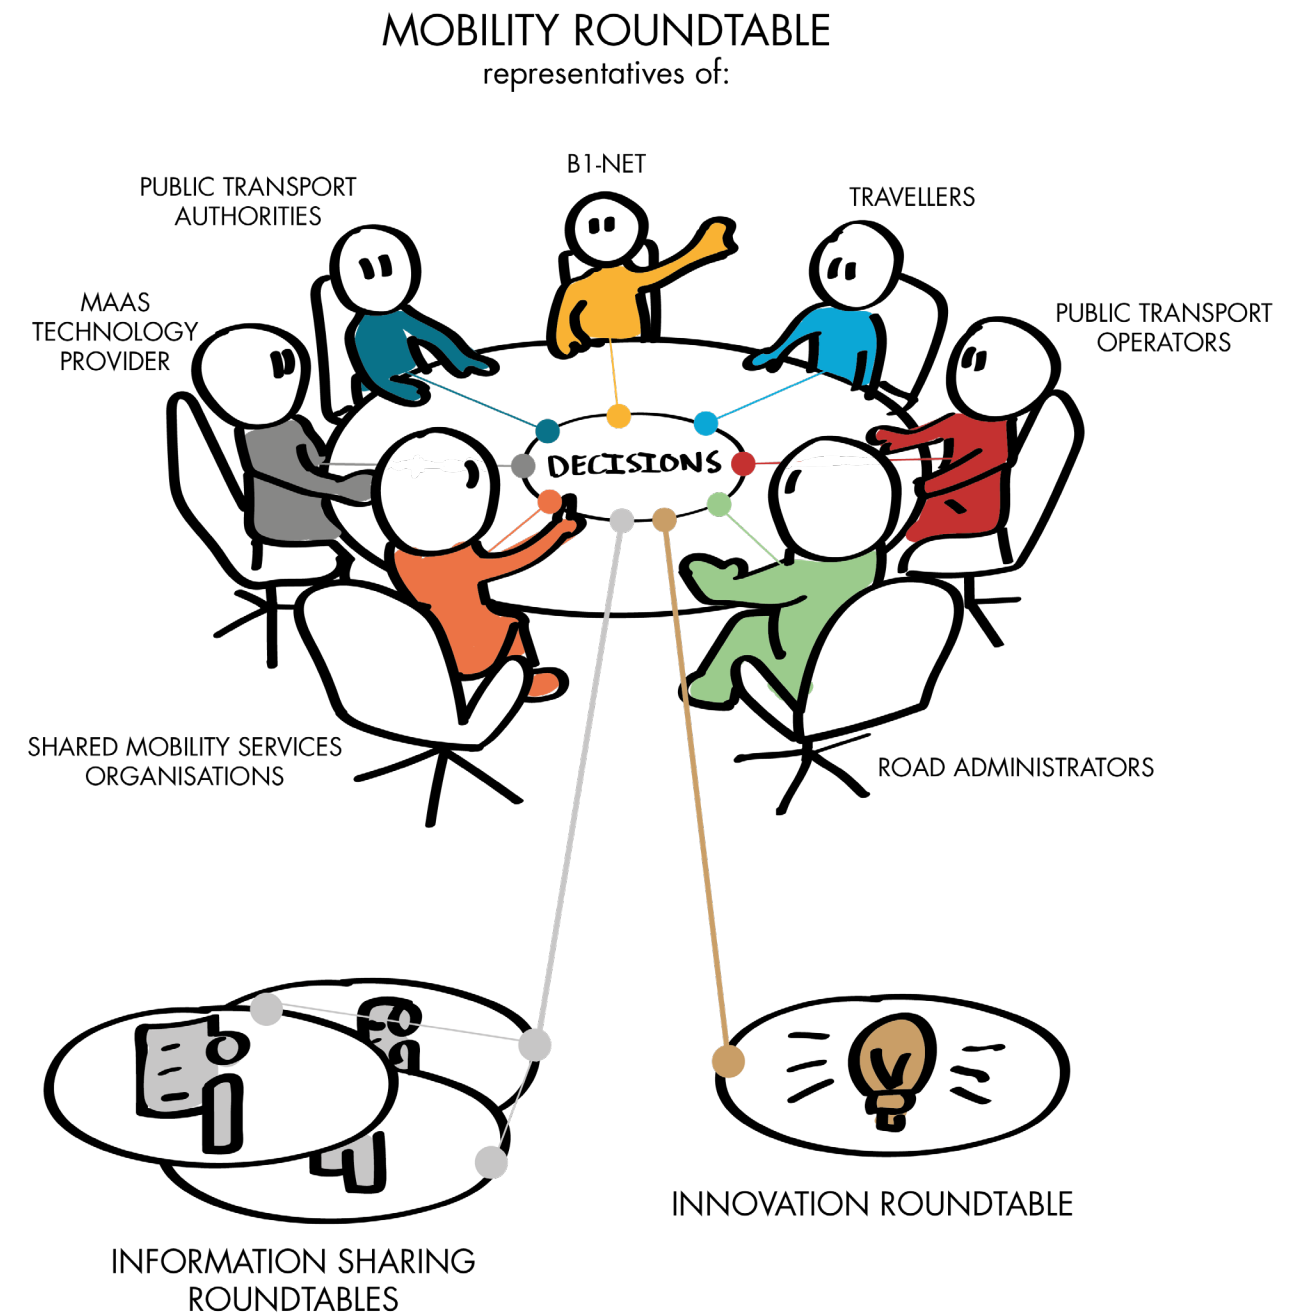 MOBILITY ROUNDTABLE
representatives of:
B1-NET
PUBLIC TRANSPORT
AUTHORITIES
TRAVELLERS
MAAS
TECHNOLOGY
PROVIDER
PUBLIC TRANSPORT
OPERATORS
DECISIONS
SHARED MOBILITY SERVICES
ORGANISATIONS
ROAD ADMINISTRATORS
INNOVATION ROUNDTABLE
INFORMATION SHARING
ROUNDTABLES